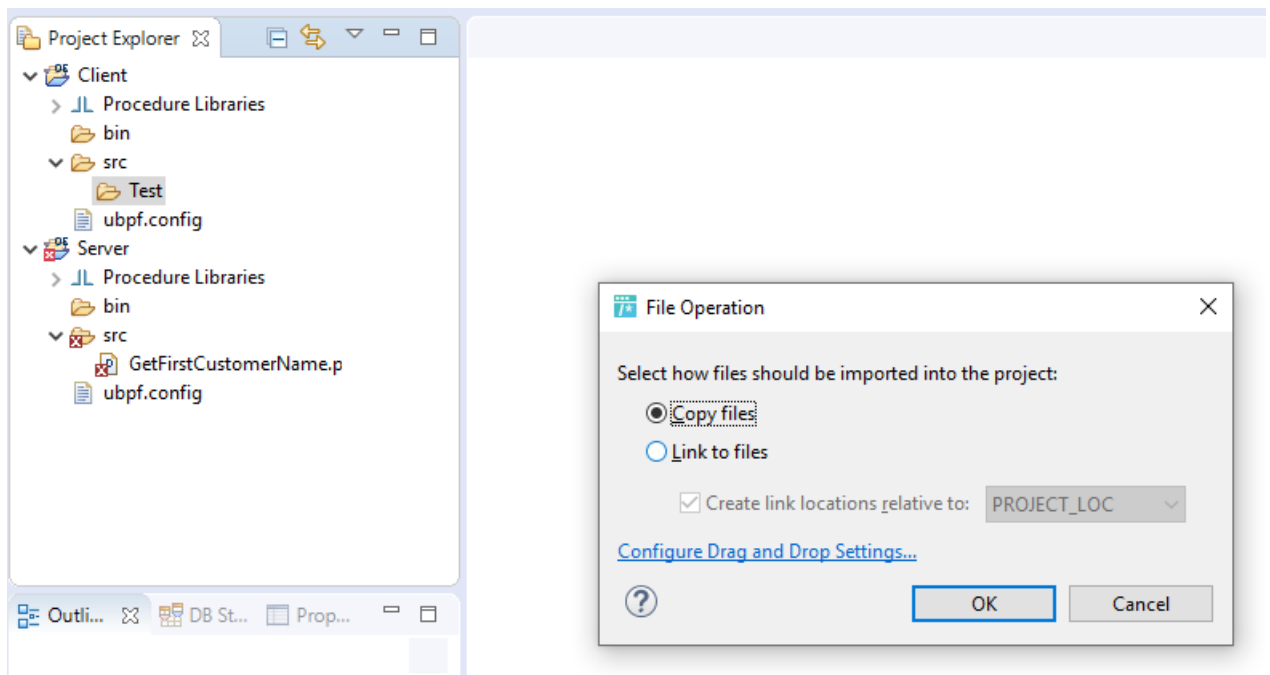 Project Explorer
Client
Procedure Libraries
bin
src
Test
ubpf.config
Server
Procedure Libraries
bin
src
GetFirstCustomerName.p
ubpf.config
Outli...
DB St...
Prop...
File Operation
Select how files should be imported into the project:
Copy files
Link to files
Create link locations relative to:
PROJECT_LOC
Configure Drag and Drop Settings...
OK
Cancel